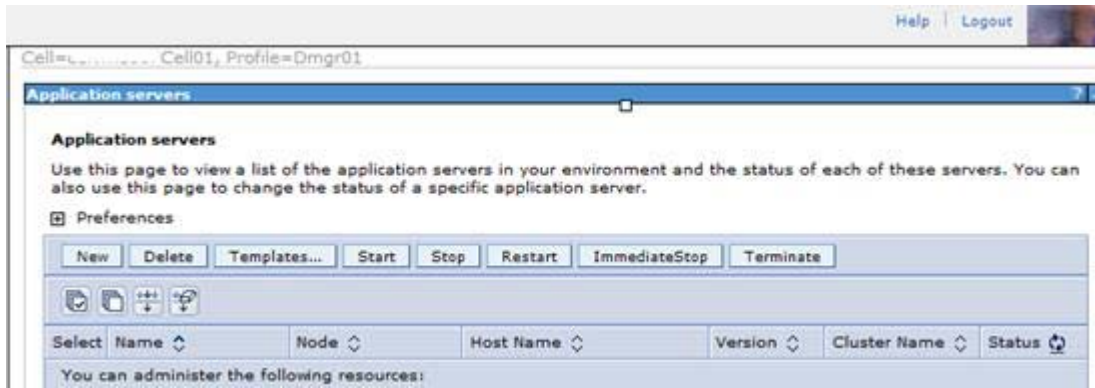 Help | Logout
Cell= Cell01, Profile=Dmgr01
Application servers ?
Application servers
Use this page to view a list of the application servers in your environment and the status of each of these servers. You can
also use this page to change the status of a specific application server.
Preferences
New Delete Templates... Start Stop Restart ImmediateStop Terminate
Select Name Node Host Name Version Cluster Name Status
You can administer the following resources: